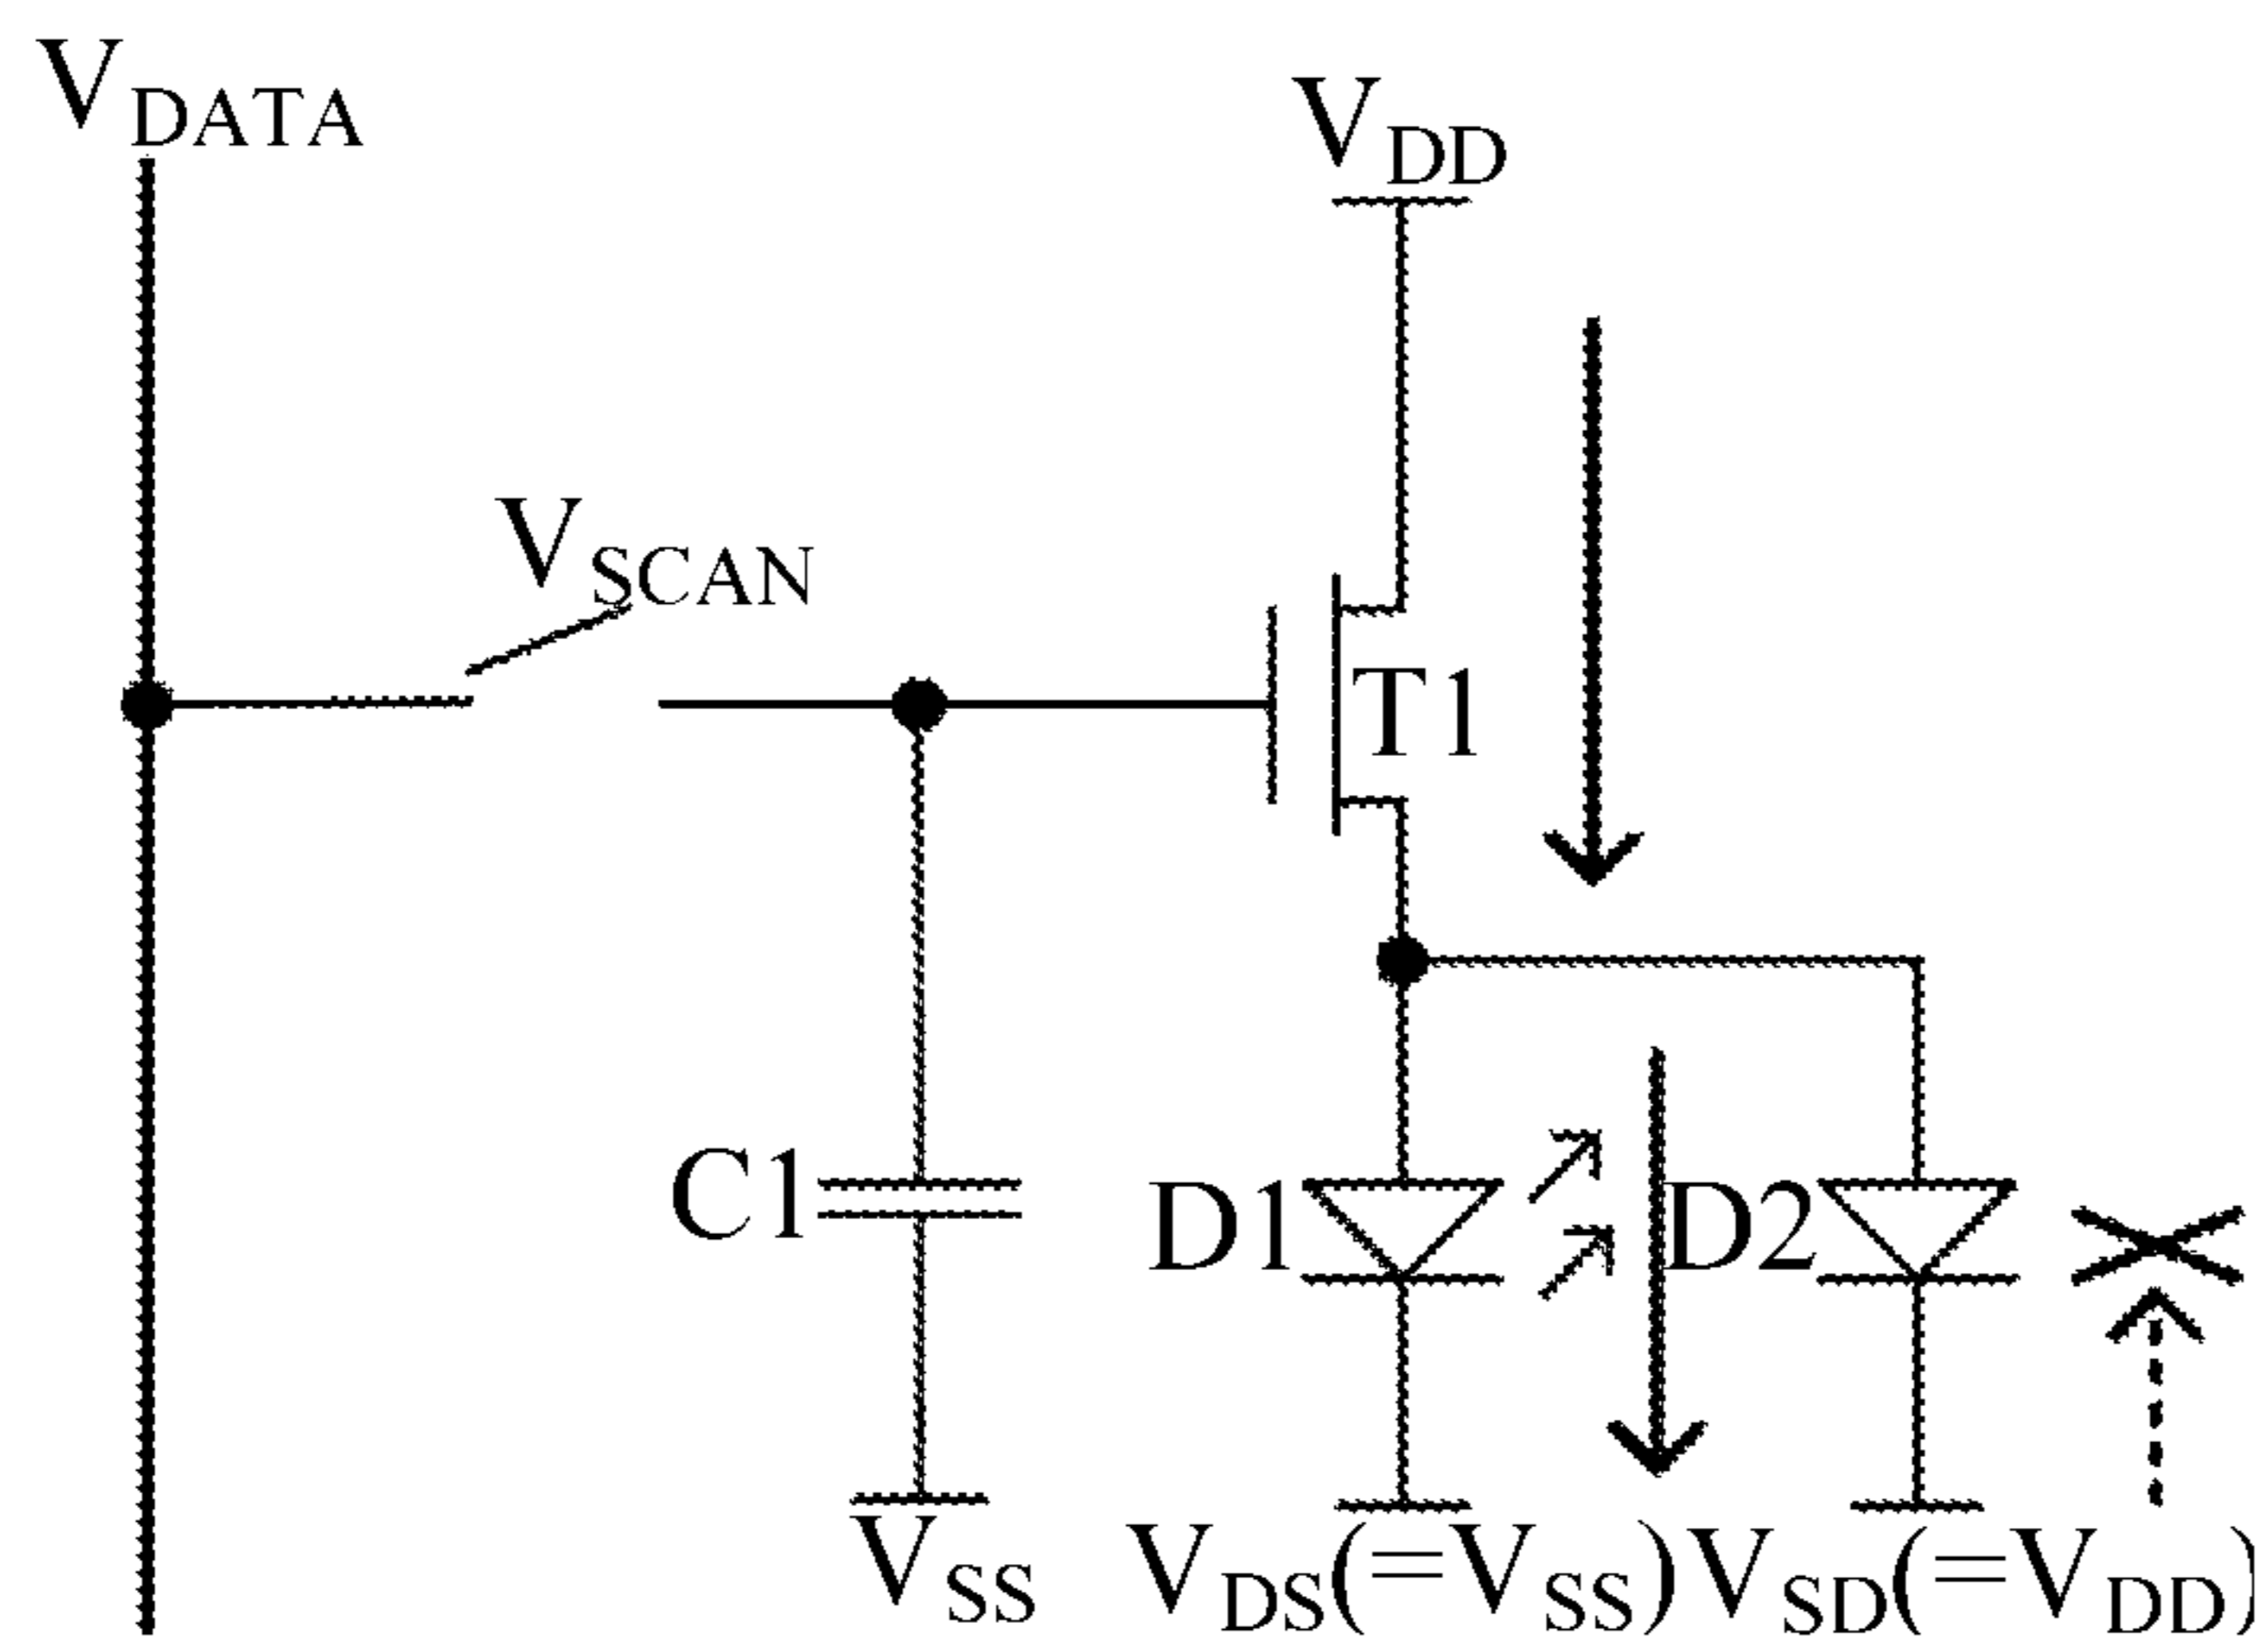 VDATA
VDD
VSCAN
T1
C1
D1
D2
VSS
VDS(=VSS)
VSD(=VDD)